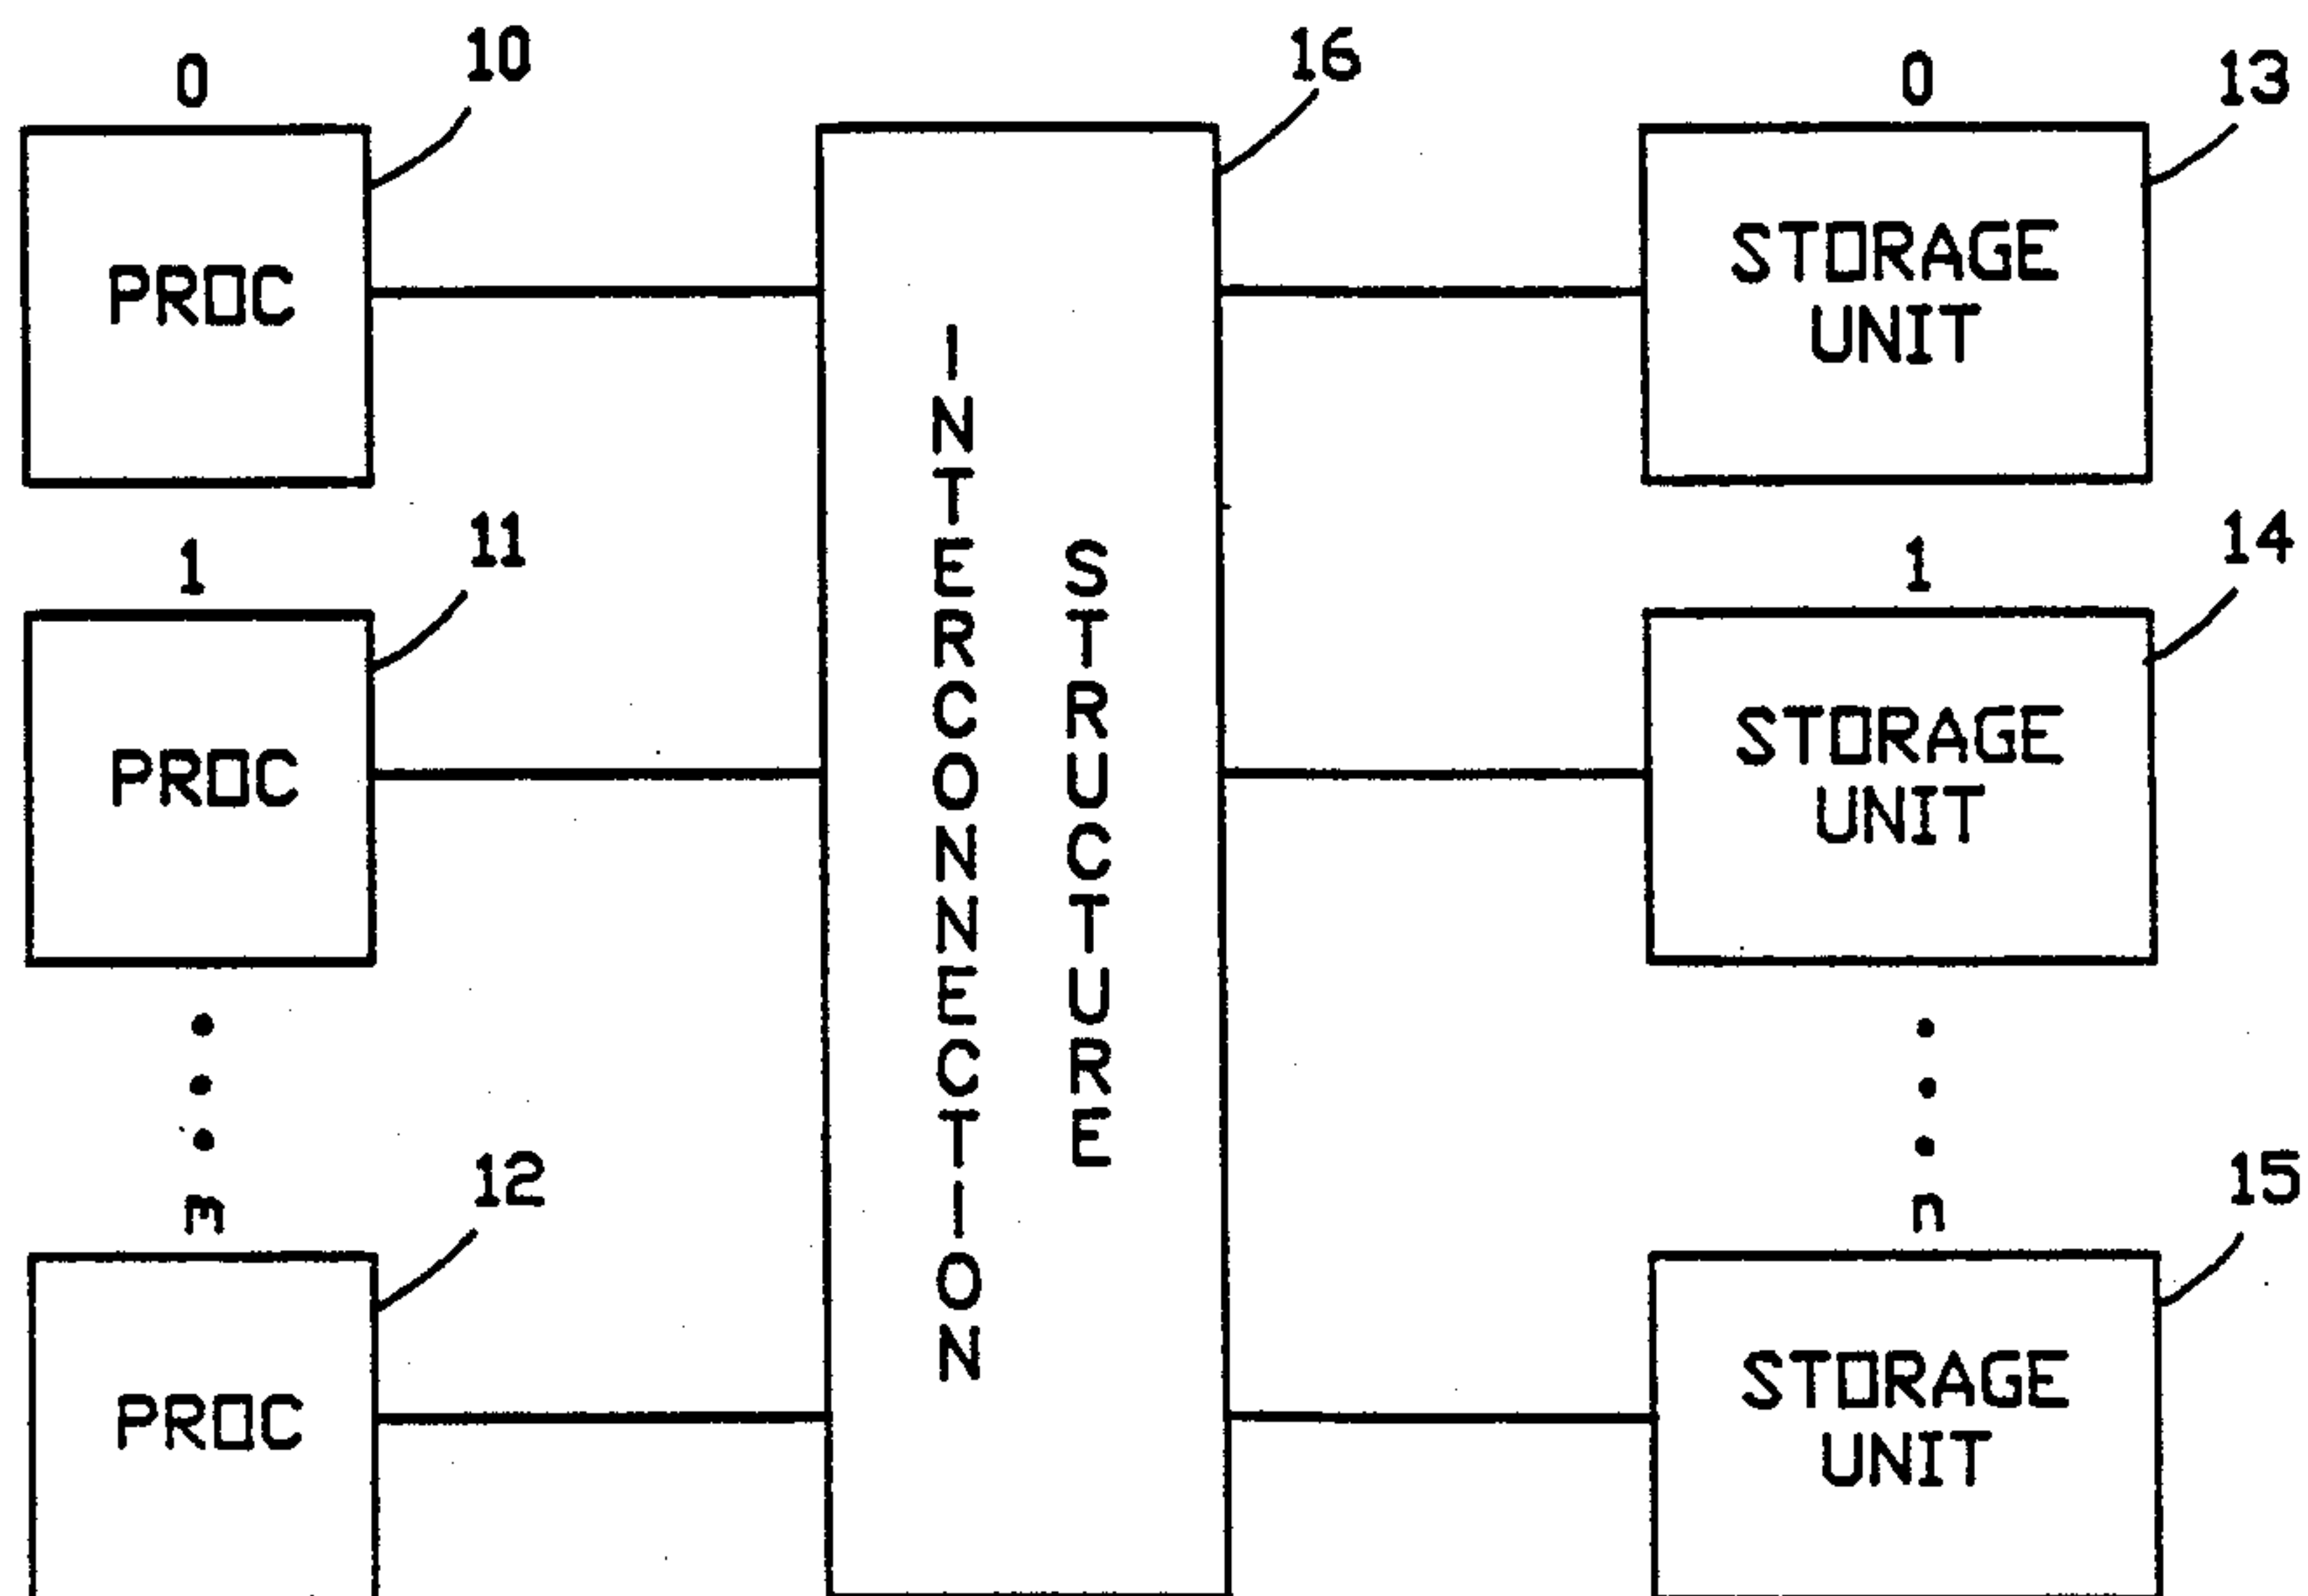 0
10
16
0
13
PROC
STORAGE
UNIT
1
11
1
14
PROC
INTERCONNECTION
STRUCTURE
STORAGE
UNIT
m
12
n
15
PROC
STORAGE
UNIT